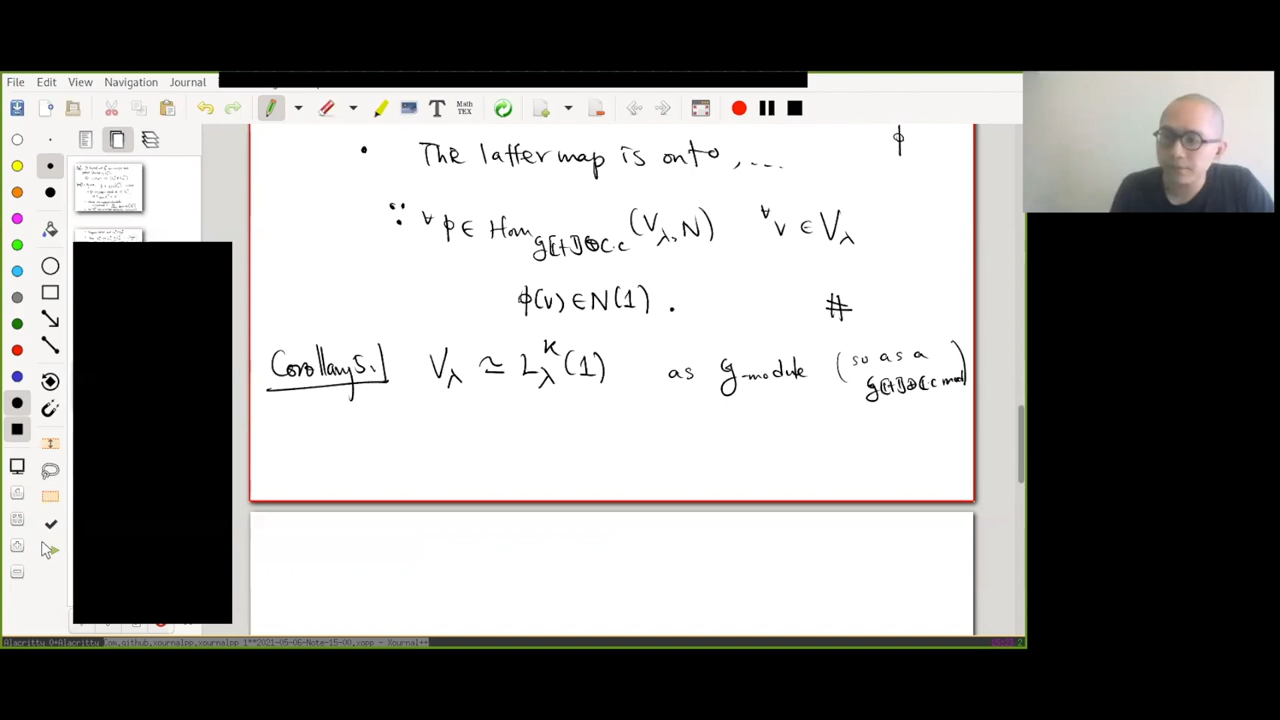 File Edit View Navigation Journal
The latter map is onto, ....
φ
∵ ∀φ ∈ Hom_{g[t]⊕ℂ·c}(V_λ, N) ∀v ∈ V_λ
φ(v) ∈ N(1). #
Corollary 5.] V_λ ≃ L_λ^K(1) as g-module (so as a
g[t]⊕ℂ·c mod)